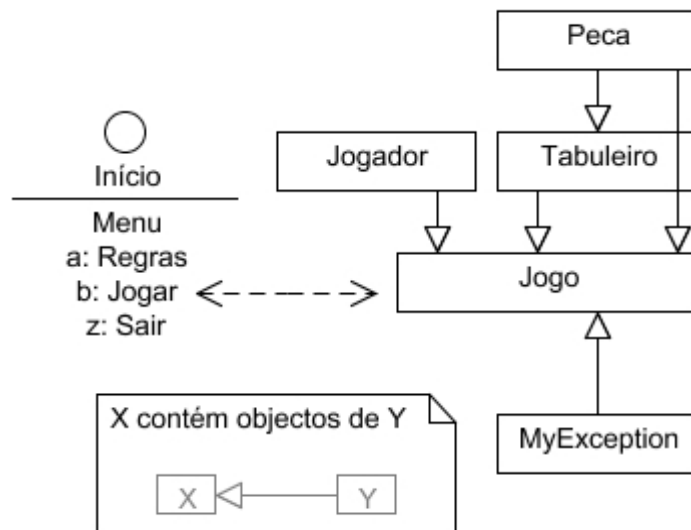 Peca
Jogador
Tabuleiro
Início
Menu
a: Regras
b: Jogar
z: Sair
Jogo
X contém objectos de Y
X
Y
MyException